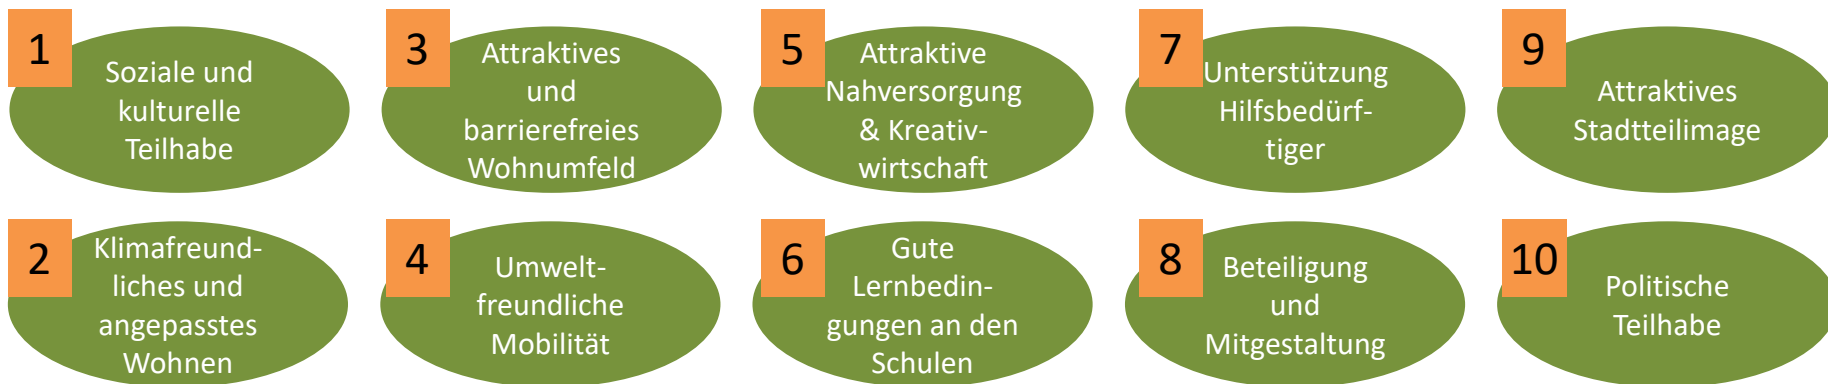 1
Soziale und
kulturelle
Teilhabe
2
Klimafreund-
liches und
angepasstes
Wohnen
3
Attraktives
und
barrierefreies
Wohnumfeld
4
Umwelt-
freundliche
Mobilität
5
Attraktive
Nahversorgung
& Kreativ-
wirtschaft
6
Gute
Lernbedin-
gungen an den
Schulen
7
Unterstützung
Hilfsbedürf-
tiger
8
Beteiligung
und
Mitgestaltung
9
Attraktives
Stadtteilimage
10
Politische
Teilhabe